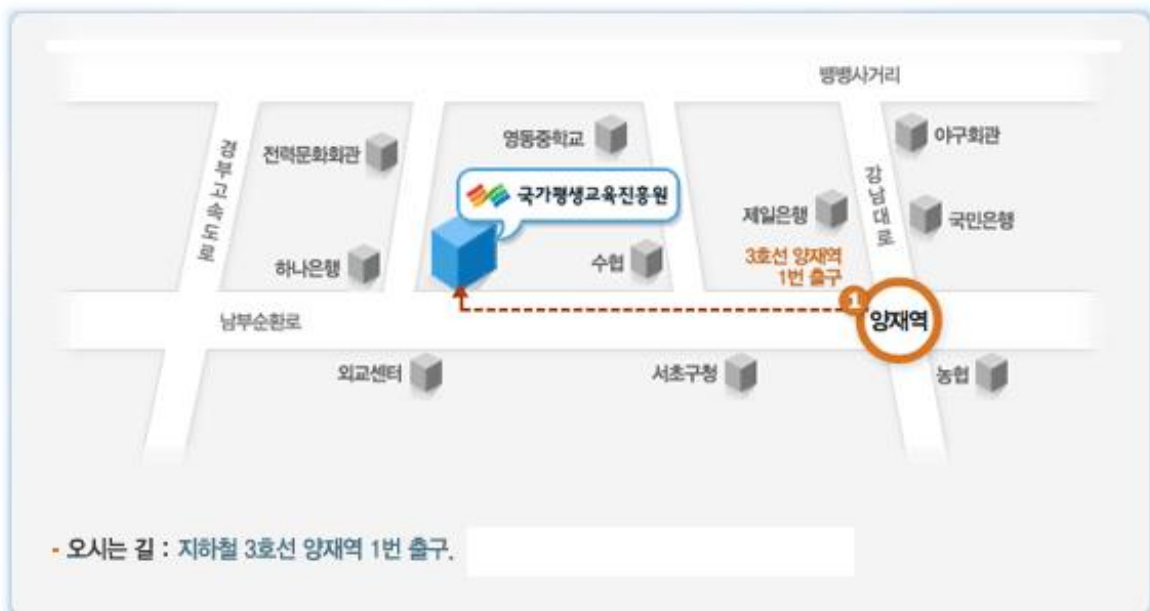 뱅뱅사거리
경부고속도로
전력문화회관
영동중학교
야구회관
국가평생교육진흥원
강남대로
제일은행
국민은행
하나은행
수협
3호선 양재역
1번 출구
1
양재역
남부순환로
외교센터
서초구청
농협
- 오시는 길 : 지하철 3호선 양재역 1번 출구.